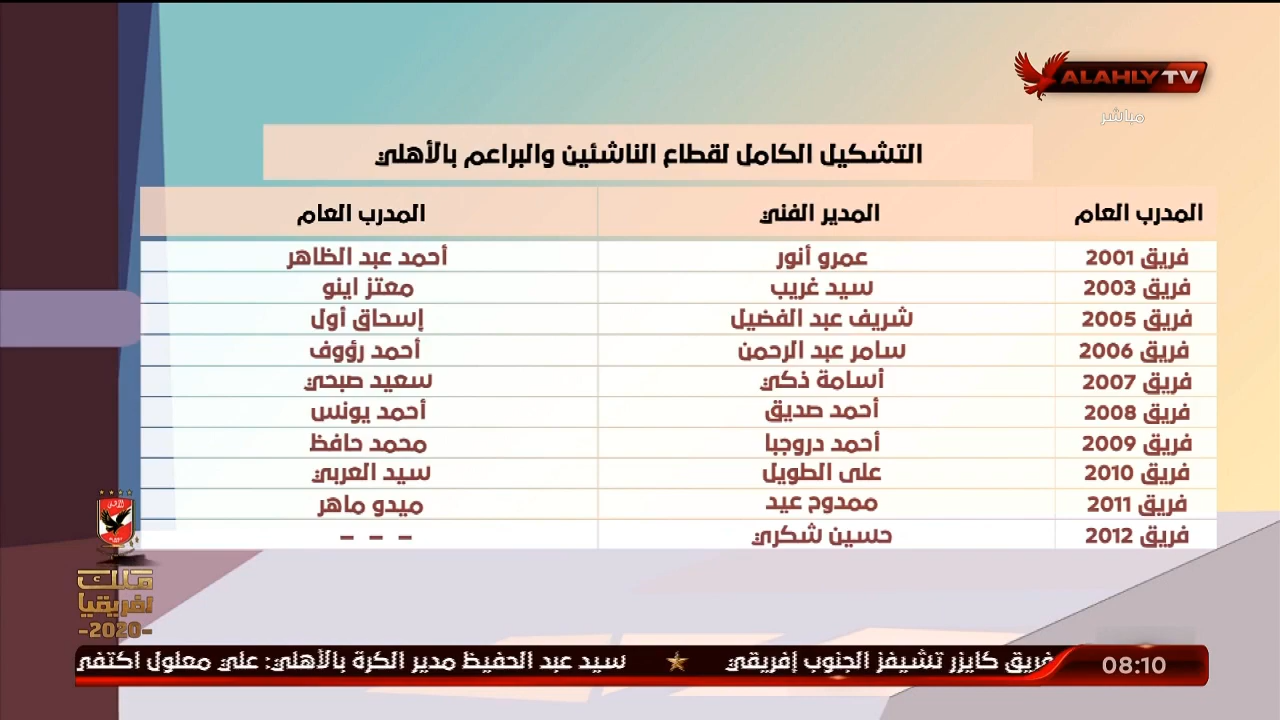 ALAHLY TV
مباشر
التشكيل الكامل لقطاع الناشئين والبراعم بالأهلي
المدرب العام المدير الفني المدرب العام
فريق 2001 عمرو أنور أحمد عبد الظاهر
فريق 2003 سيد غريب معتز اينو
فريق 2005 شريف عبد الفضيل إسحاق أول
فريق 2006 سامر عبد الرحمن أحمد رؤوف
فريق 2007 أسامة ذكي سعيد صبحي
فريق 2008 أحمد صديق أحمد يونس
فريق 2009 أحمد دروجبا محمد حافظ
فريق 2010 على الطويل سيد العربي
فريق 2011 ممدوح عيد ميدو ماهر
فريق 2012 حسين شكري - - -
ملك
افريقيا
-2020-
فريق كايزر تشيفز الجنوب إفريقي ★ سيد عبد الحفيظ مدير الكرة بالأهلي: علي معلول اكتفي
08:10